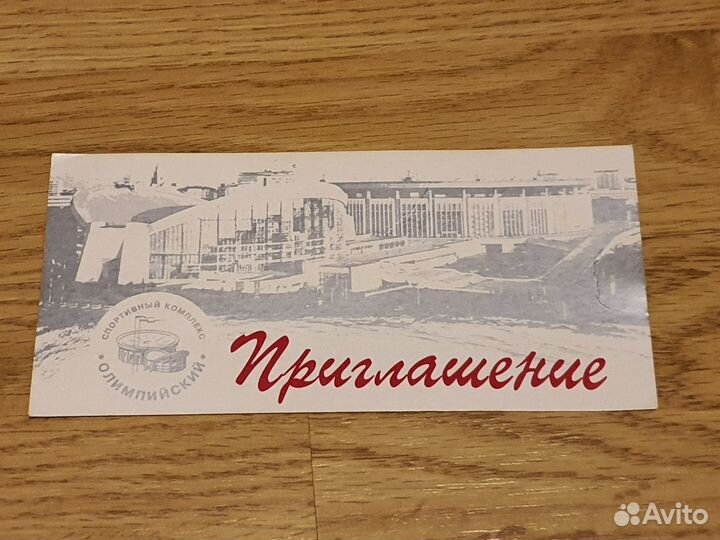 СПОРТИВНЫЙ КОМПЛЕКС
• ОЛИМПИЙСКИЙ •
Приглашение
Avito